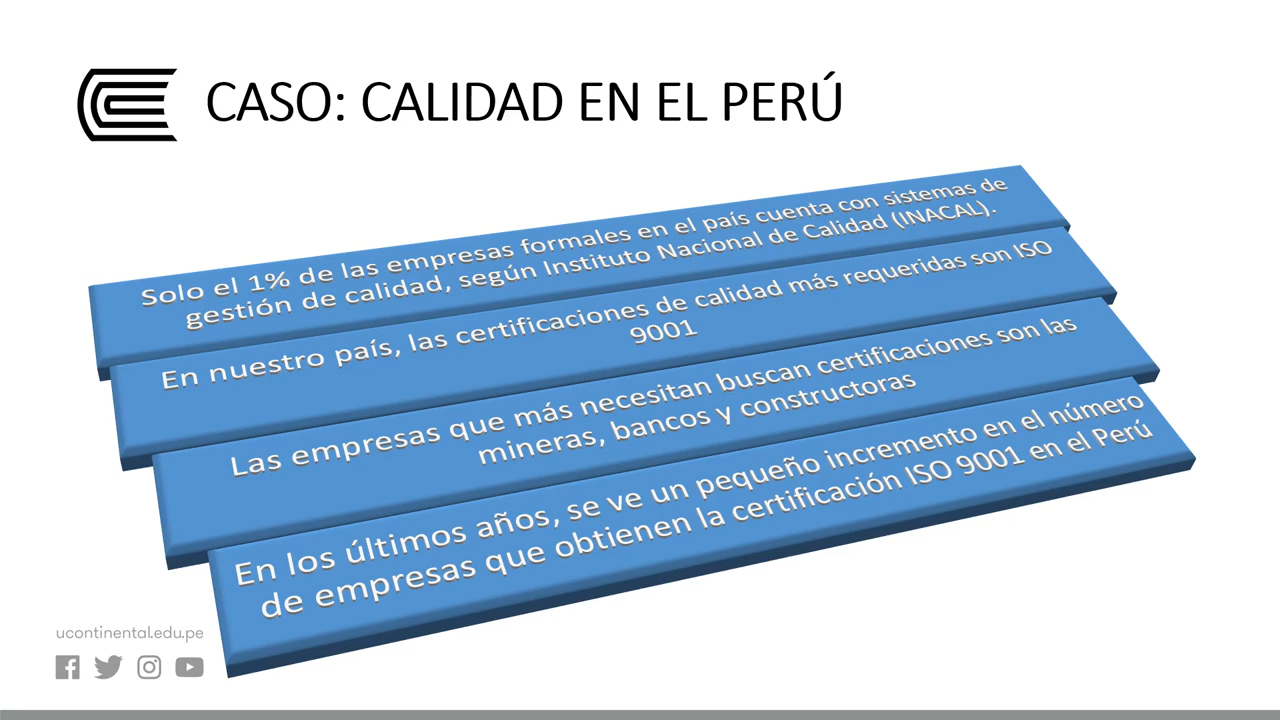 CASO: CALIDAD EN EL PERÚ
Solo el 1% de las empresas formales en el país cuenta con sistemas de
gestión de calidad, según Instituto Nacional de Calidad (INACAL).
En nuestro país, las certificaciones de calidad más requeridas son ISO
9001
Las empresas que más necesitan buscan certificaciones son las
mineras, bancos y constructoras
En los últimos años, se ve un pequeño incremento en el número
de empresas que obtienen la certificación ISO 9001 en el Perú
ucontinental.edu.pe